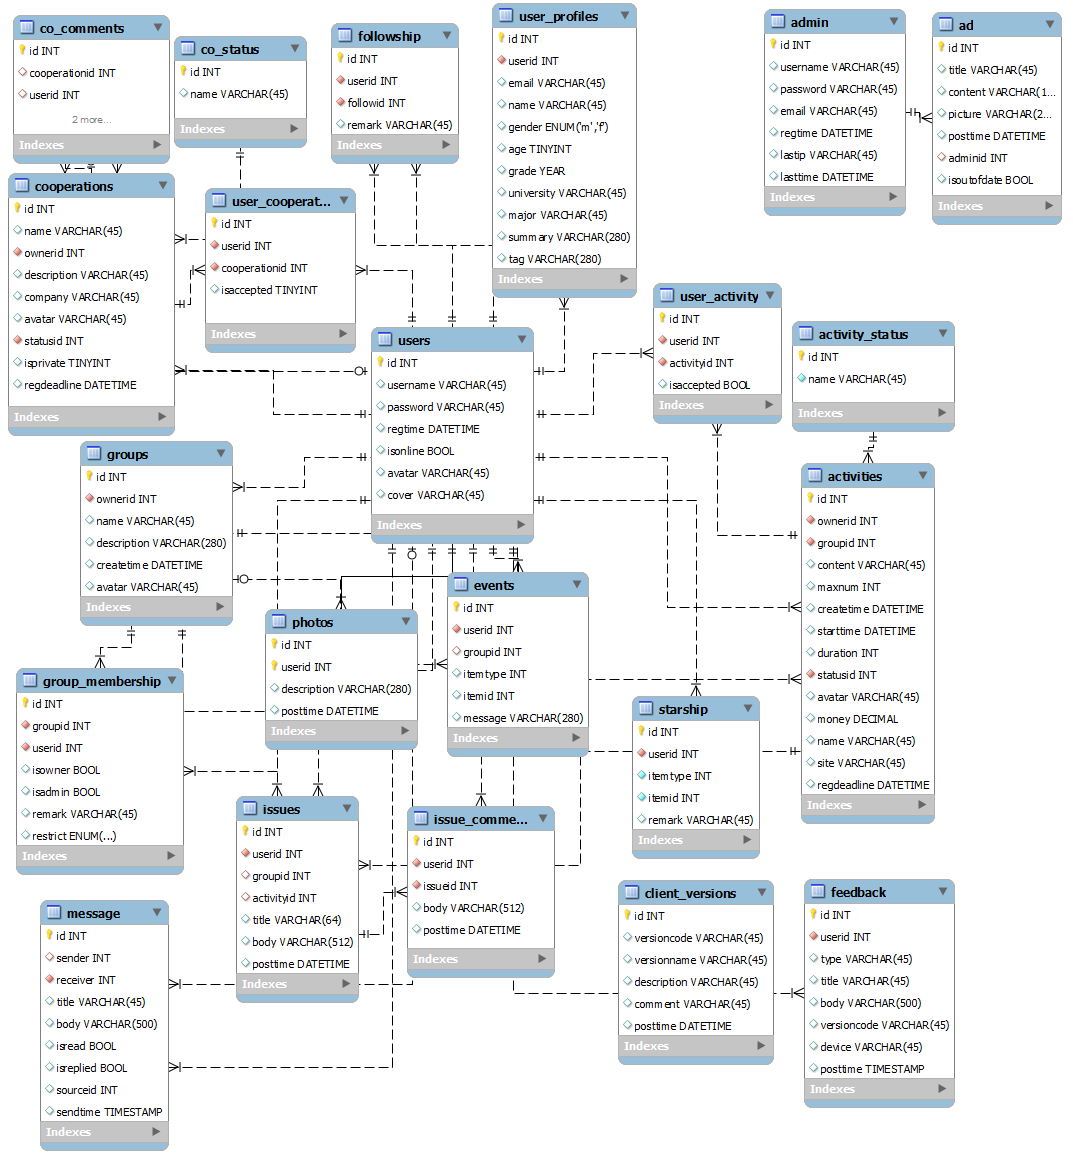 co_comments
id INT
cooperationid INT
userid INT
2 more...
Indexes
co_status
id INT
name VARCHAR(45)
Indexes
followship
id INT
userid INT
followid INT
remark VARCHAR(45)
Indexes
user_profiles
id INT
userid INT
email VARCHAR(45)
name VARCHAR(45)
gender ENUM('m','f')
age TINYINT
grade YEAR
university VARCHAR(45)
major VARCHAR(45)
summary VARCHAR(280)
tag VARCHAR(280)
Indexes
admin
id INT
username VARCHAR(45)
password VARCHAR(45)
email VARCHAR(45)
regtime DATETIME
lastip VARCHAR(45)
lasttime DATETIME
Indexes
ad
id INT
title VARCHAR(45)
content VARCHAR(1...
picture VARCHAR(2...
posttime DATETIME
adminid INT
isoutofdate BOOL
Indexes
cooperations
id INT
name VARCHAR(45)
ownerid INT
description VARCHAR(45)
company VARCHAR(45)
avatar VARCHAR(45)
statusid INT
isprivate TINYINT
regdeadline DATETIME
Indexes
user_cooperat...
id INT
userid INT
cooperationid INT
isaccepted TINYINT
Indexes
users
id INT
username VARCHAR(45)
password VARCHAR(45)
regtime DATETIME
isonline BOOL
avatar VARCHAR(45)
cover VARCHAR(45)
Indexes
user_activity
id INT
userid INT
activityid INT
isaccepted BOOL
Indexes
activity_status
id INT
name VARCHAR(45)
Indexes
groups
id INT
ownerid INT
name VARCHAR(45)
description VARCHAR(280)
createtime DATETIME
avatar VARCHAR(45)
Indexes
activities
id INT
ownerid INT
groupid INT
content VARCHAR(45)
maxnum INT
createtime DATETIME
starttime DATETIME
duration INT
statusid INT
avatar VARCHAR(45)
money DECIMAL
name VARCHAR(45)
site VARCHAR(45)
regdeadline DATETIME
Indexes
photos
id INT
userid INT
description VARCHAR(280)
posttime DATETIME
Indexes
events
id INT
userid INT
groupid INT
itemtype INT
itemid INT
message VARCHAR(280)
Indexes
group_membership
id INT
groupid INT
userid INT
isowner BOOL
isadmin BOOL
remark VARCHAR(45)
restrict ENUM(...)
Indexes
starship
id INT
userid INT
itemtype INT
itemid INT
remark VARCHAR(45)
Indexes
issues
id INT
userid INT
groupid INT
activityid INT
title VARCHAR(64)
body VARCHAR(512)
posttime DATETIME
Indexes
issue_comme...
id INT
userid INT
issueid INT
body VARCHAR(512)
posttime DATETIME
Indexes
client_versions
id INT
versioncode VARCHAR(45)
versionname VARCHAR(45)
description VARCHAR(45)
comment VARCHAR(45)
posttime DATETIME
Indexes
feedback
id INT
userid INT
type VARCHAR(45)
title VARCHAR(45)
body VARCHAR(500)
versioncode VARCHAR(45)
device VARCHAR(45)
posttime TIMESTAMP
Indexes
message
id INT
sender INT
receiver INT
title VARCHAR(45)
body VARCHAR(500)
isread BOOL
isreplied BOOL
sourceid INT
sendtime TIMESTAMP
Indexes